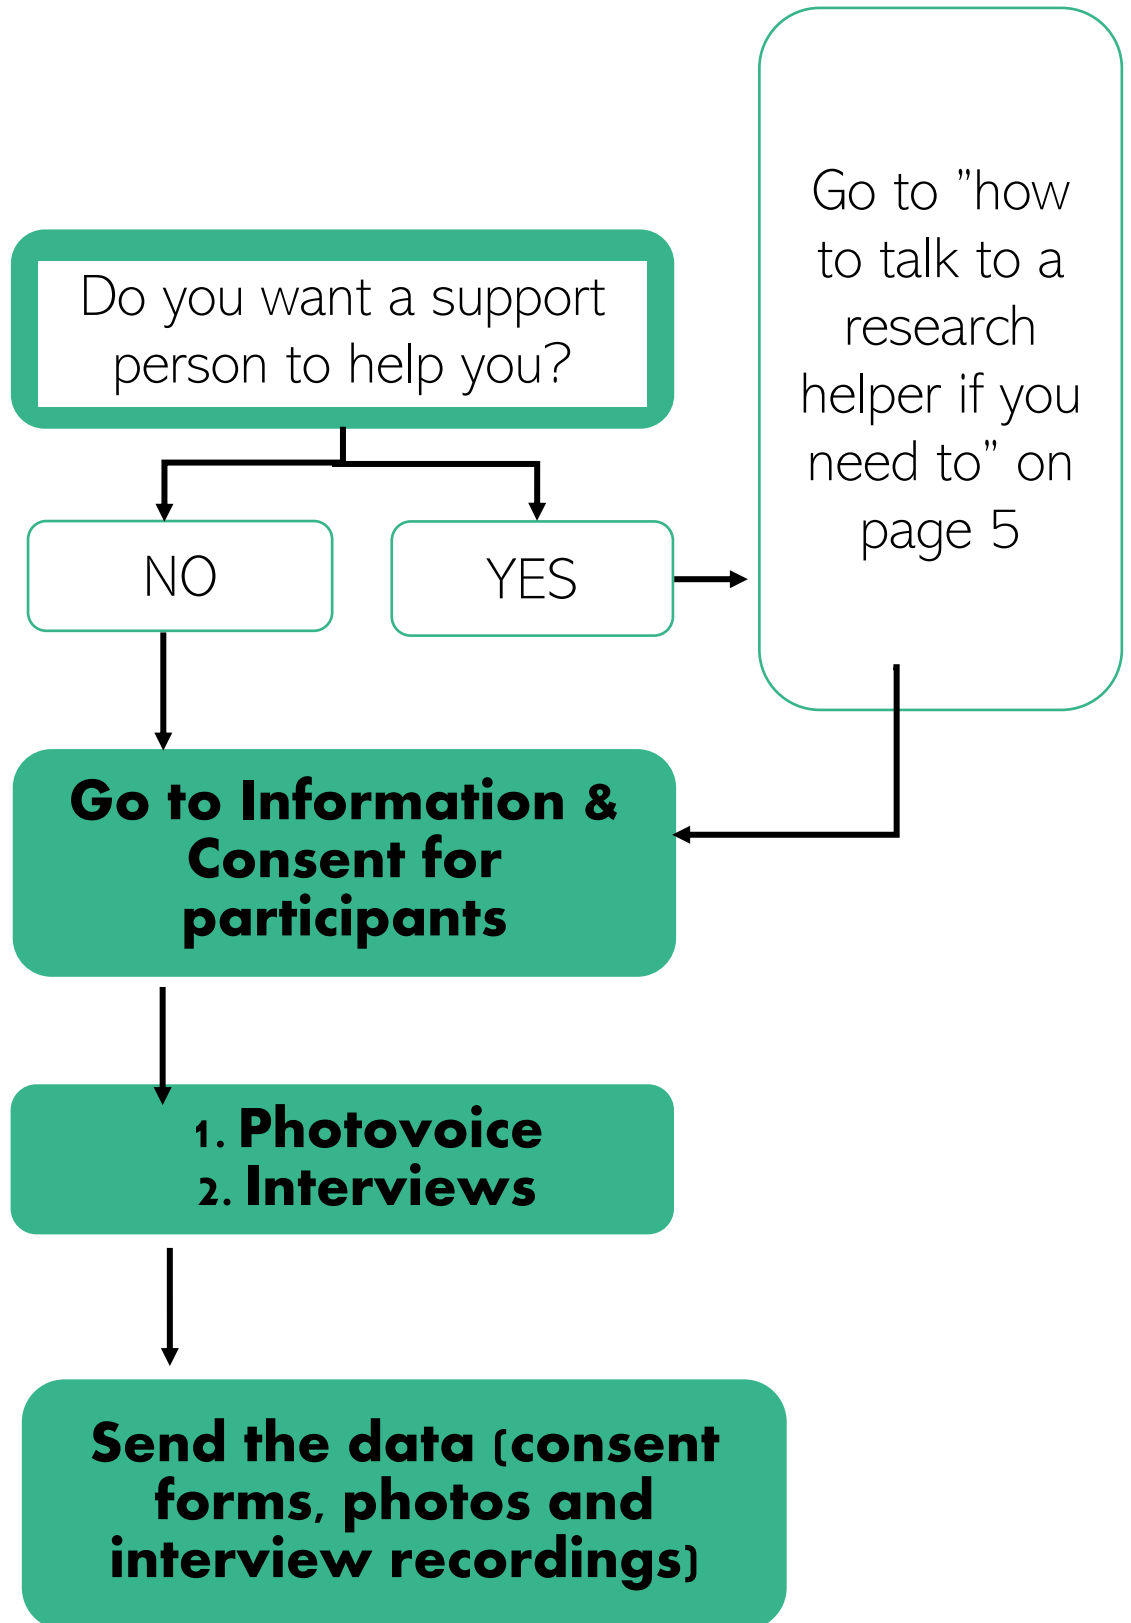 Do you want a support
person to help you?
NO
YES
Go to ”how
to talk to a
research
helper if you
need to” on
page 5
Go to Information &
Consent for
participants
1. Photovoice
2. Interviews
Send the data (consent
forms, photos and
interview recordings)